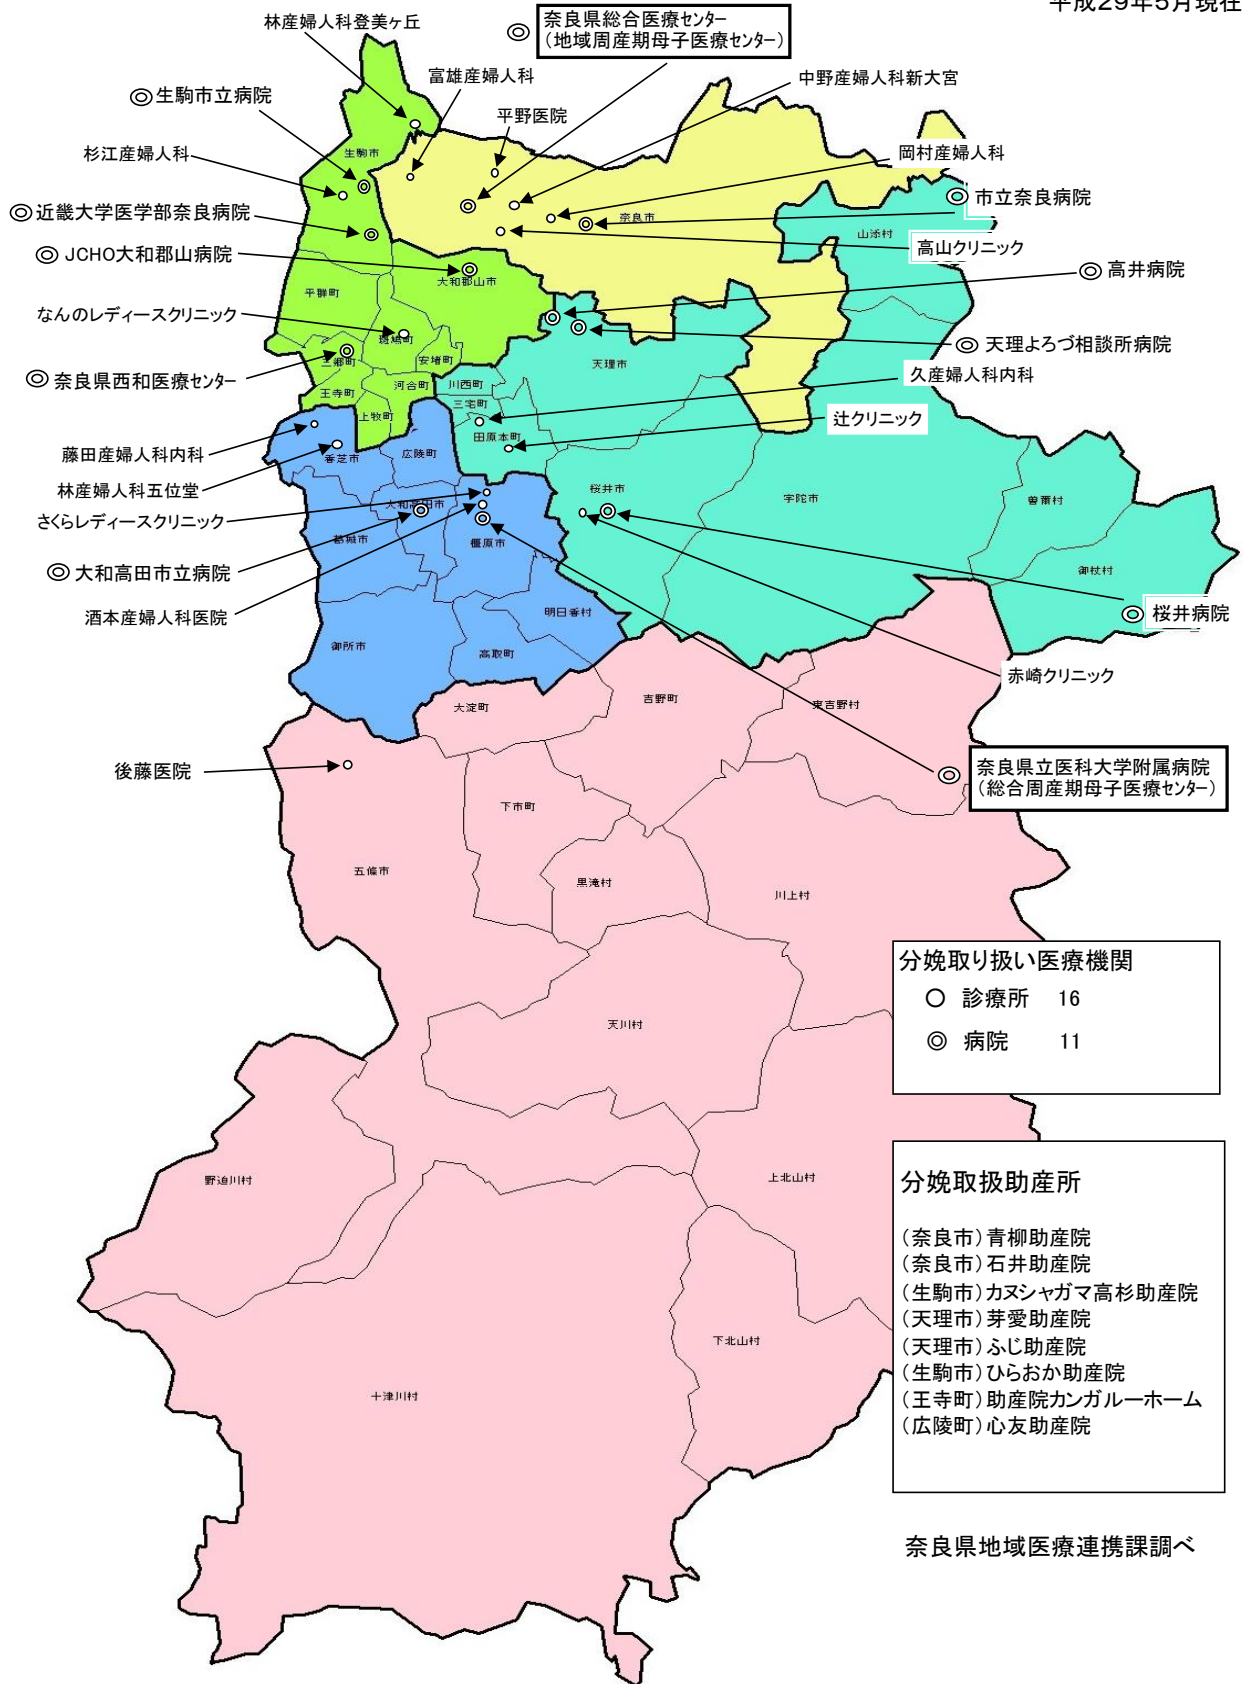 平成29年5月現在
林産婦人科登美ヶ丘
◎ 奈良県総合医療センター
(地域周産期母子医療センター)
富雄産婦人科
中野産婦人科新大宮
◎生駒市立病院
平野医院
杉江産婦人科
生駒市
岡村産婦人科
◎近畿大学医学部奈良病院
市立奈良病院
奈良市
山添村
◎ JCHO大和郡山病院
高山クリニック
◎ 高井病院
大和郡山市
平群町
なんのレディースクリニック
斑鳩町
◎ 天理よろづ相談所病院
三郷町
安堵町
天理市
◎ 奈良県西和医療センター
久産婦人科内科
王寺町
河合町
川西町
上牧町
三宅町
辻クリニック
藤田産婦人科内科
香芝市
広陵町
田原本町
林産婦人科五位堂
大和高田市
桜井市
宇陀市
曽爾村
さくらレディースクリニック
葛城市
橿原市
◎ 大和高田市立病院
御杖村
酒本産婦人科医院
明日香村
桜井病院
御所市
高取町
赤崎クリニック
大淀町
吉野町
東吉野村
後藤医院
奈良県立医科大学附属病院
(総合周産期母子医療センター)
下市町
五條市
黒滝村
川上村
分娩取り扱い医療機関
○ 診療所 16
◎ 病院 11
天川村
野迫川村
上北山村
分娩取扱助産所
(奈良市)青柳助産院
(奈良市)石井助産院
(生駒市)カヌシャガマ高杉助産院
(天理市)芽愛助産院
(天理市)ふじ助産院
(生駒市)ひらおか助産院
(王寺町)助産院カンガルーホーム
(広陵町)心友助産院
下北山村
十津川村
奈良県地域医療連携課調べ